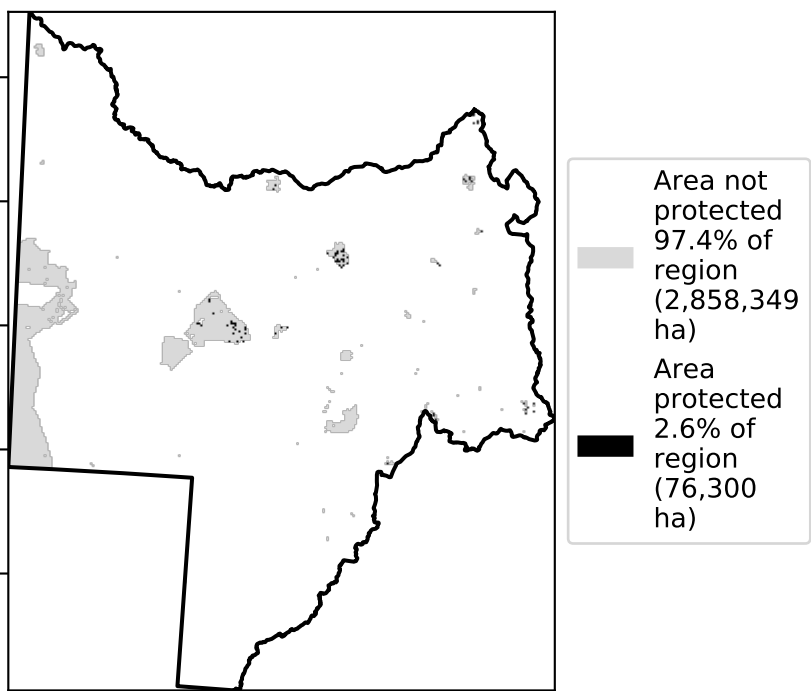 Area not
protected
97.4% of
region
(2,858,349
ha)
Area
protected
2.6% of
region
(76,300
ha)